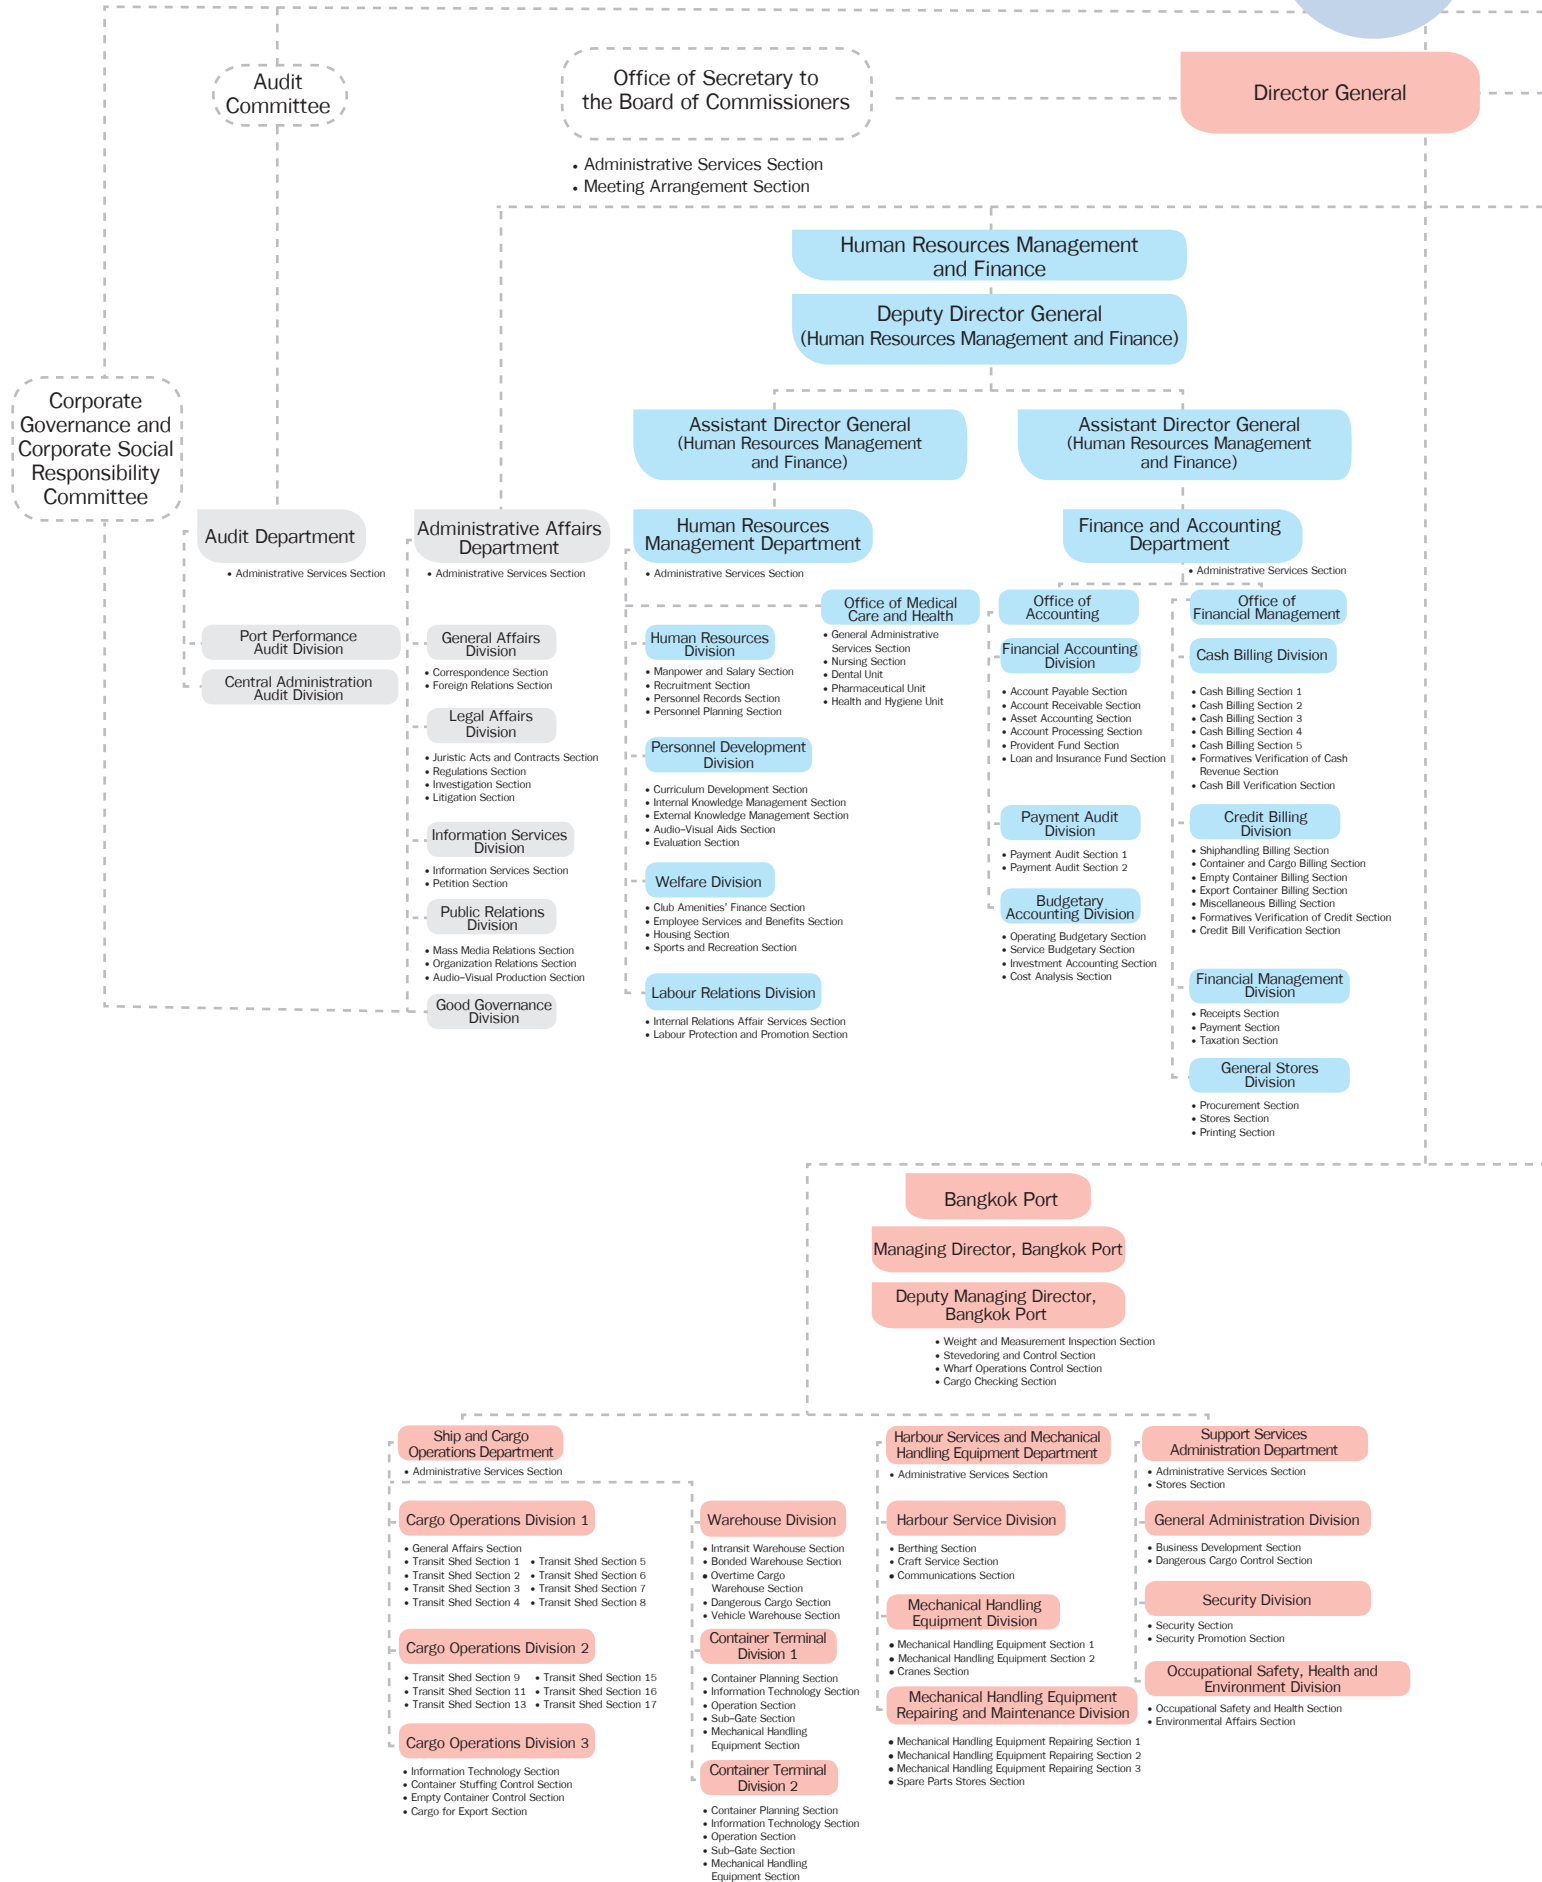 Audit
Committee
Office of Secretary to
the Board of Commissioners
Director General
• Administrative Services Section
• Meeting Arrangement Section
Human Resources Management
and Finance
Deputy Director General
(Human Resources Management and Finance)
Corporate
Governance and
Corporate Social
Responsibility
Committee
Assistant Director General
(Human Resources Management
and Finance)
Assistant Director General
(Human Resources Management
and Finance)
Audit Department
• Administrative Services Section
Port Performance
Audit Division
Central Administration
Audit Division
Administrative Affairs
Department
• Administrative Services Section
General Affairs
Division
• Correspondence Section
• Foreign Relations Section
Legal Affairs
Division
• Juristic Acts and Contracts Section
• Regulations Section
• Investigation Section
• Litigation Section
Information Services
Division
• Information Services Section
• Petition Section
Public Relations
Division
• Mass Media Relations Section
• Organization Relations Section
• Audio-Visual Production Section
Good Governance
Division
Human Resources
Management Department
• Administrative Services Section
Human Resources
Division
• Manpower and Salary Section
• Recruitment Section
• Personnel Records Section
• Personnel Planning Section
Office of Medical
Care and Health
• General Administrative
Services Section
• Nursing Section
• Dental Unit
• Pharmaceutical Unit
• Health and Hygiene Unit
Personnel Development
Division
• Curriculum Development Section
• Internal Knowledge Management Section
• External Knowledge Management Section
• Audio-Visual Aids Section
• Evaluation Section
Welfare Division
• Club Amenities' Finance Section
• Employee Services and Benefits Section
• Housing Section
• Sports and Recreation Section
Labour Relations Division
• Internal Relations Affair Services Section
• Labour Protection and Promotion Section
Finance and Accounting
Department
• Administrative Services Section
Office of
Accounting
Financial Accounting
Division
• Account Payable Section
• Account Receivable Section
• Asset Accounting Section
• Account Processing Section
• Provident Fund Section
• Loan and Insurance Fund Section
Payment Audit
Division
• Payment Audit Section 1
• Payment Audit Section 2
Budgetary
Accounting Division
• Operating Budgetary Section
• Service Budgetary Section
• Investment Accounting Section
• Cost Analysis Section
Office of
Financial Management
Cash Billing Division
• Cash Billing Section 1
• Cash Billing Section 2
• Cash Billing Section 3
• Cash Billing Section 4
• Cash Billing Section 5
• Formatives Verification of Cash
Revenue Section
• Cash Bill Verification Section
Credit Billing
Division
• Shiphandling Billing Section
• Container and Cargo Billing Section
• Empty Container Billing Section
• Export Container Billing Section
• Miscellaneous Billing Section
• Formatives Verification of Credit Section
• Credit Bill Verification Section
Financial Management
Division
• Receipts Section
• Payment Section
• Taxation Section
General Stores
Division
• Procurement Section
• Stores Section
• Printing Section
Bangkok Port
Managing Director, Bangkok Port
Deputy Managing Director,
Bangkok Port
• Weight and Measurement Inspection Section
• Stevedoring and Control Section
• Wharf Operations Control Section
• Cargo Checking Section
Ship and Cargo
Operations Department
• Administrative Services Section
Cargo Operations Division 1
• General Affairs Section
• Transit Shed Section 1 • Transit Shed Section 5
• Transit Shed Section 2 • Transit Shed Section 6
• Transit Shed Section 3 • Transit Shed Section 7
• Transit Shed Section 4 • Transit Shed Section 8
Cargo Operations Division 2
• Transit Shed Section 9 • Transit Shed Section 15
• Transit Shed Section 11 • Transit Shed Section 16
• Transit Shed Section 13 • Transit Shed Section 17
Cargo Operations Division 3
• Information Technology Section
• Container Stuffing Control Section
• Empty Container Control Section
• Cargo for Export Section
Warehouse Division
• Intransit Warehouse Section
• Bonded Warehouse Section
• Overtime Cargo
Warehouse Section
• Dangerous Cargo Section
• Vehicle Warehouse Section
Container Terminal
Division 1
• Container Planning Section
• Information Technology Section
• Operation Section
• Sub-Gate Section
• Mechanical Handling
Equipment Section
Container Terminal
Division 2
• Container Planning Section
• Information Technology Section
• Operation Section
• Sub-Gate Section
• Mechanical Handling
Equipment Section
Harbour Services and Mechanical
Handling Equipment Department
• Administrative Services Section
Harbour Service Division
• Berthing Section
• Craft Service Section
• Communications Section
Mechanical Handling
Equipment Division
• Mechanical Handling Equipment Section 1
• Mechanical Handling Equipment Section 2
• Cranes Section
Mechanical Handling Equipment
Repairing and Maintenance Division
• Mechanical Handling Equipment Repairing Section 1
• Mechanical Handling Equipment Repairing Section 2
• Mechanical Handling Equipment Repairing Section 3
• Spare Parts Stores Section
Support Services
Administration Department
• Administrative Services Section
• Stores Section
General Administration Division
• Business Development Section
• Dangerous Cargo Control Section
Security Division
• Security Section
• Security Promotion Section
Occupational Safety, Health and
Environment Division
• Occupational Safety and Health Section
• Environmental Affairs Section